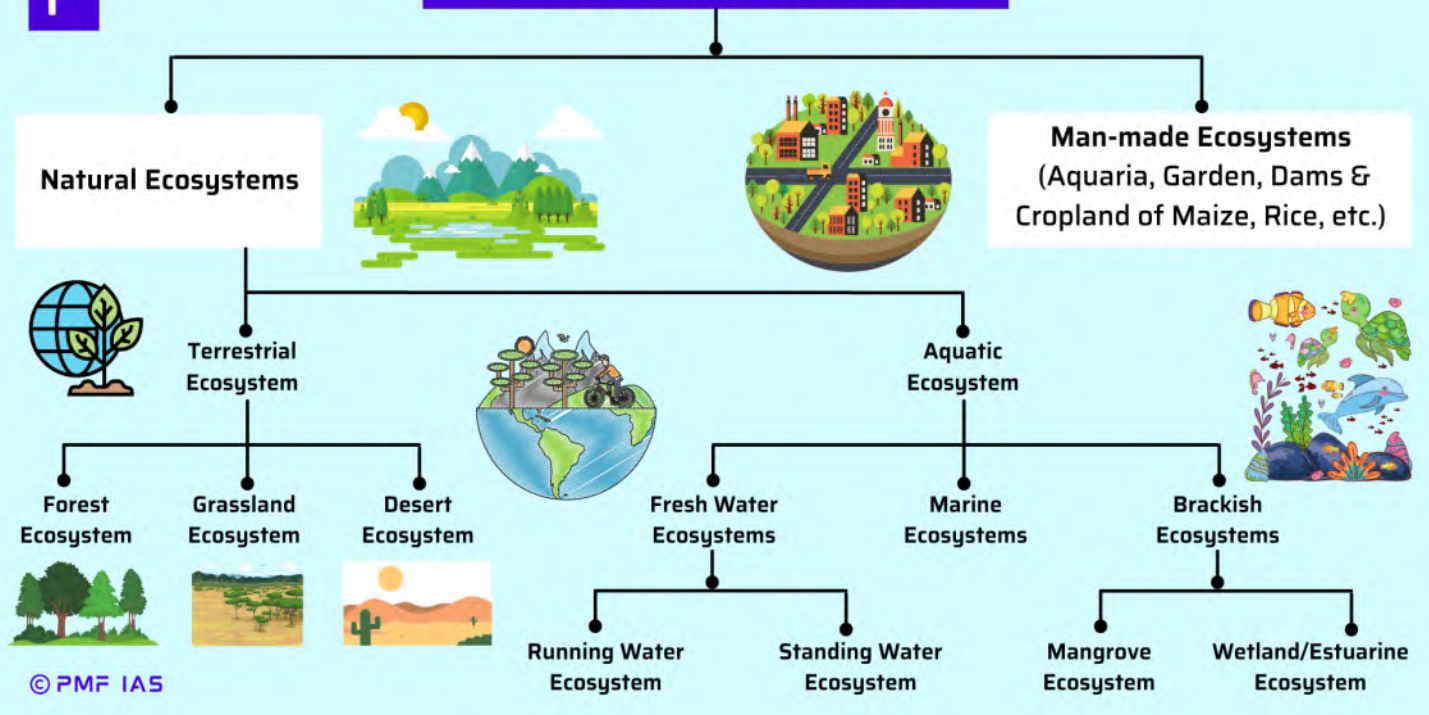 Natural Ecosystems
Man-made Ecosystems
(Aquaria, Garden, Dams &
Cropland of Maize, Rice, etc.)
Terrestrial
Ecosystem
Aquatic
Ecosystem
Forest
Ecosystem
Grassland
Ecosystem
Desert
Ecosystem
Fresh Water
Ecosystems
Marine
Ecosystems
Brackish
Ecosystems
Running Water
Ecosystem
Standing Water
Ecosystem
Mangrove
Ecosystem
Wetland/Estuarine
Ecosystem
© PMF IAS